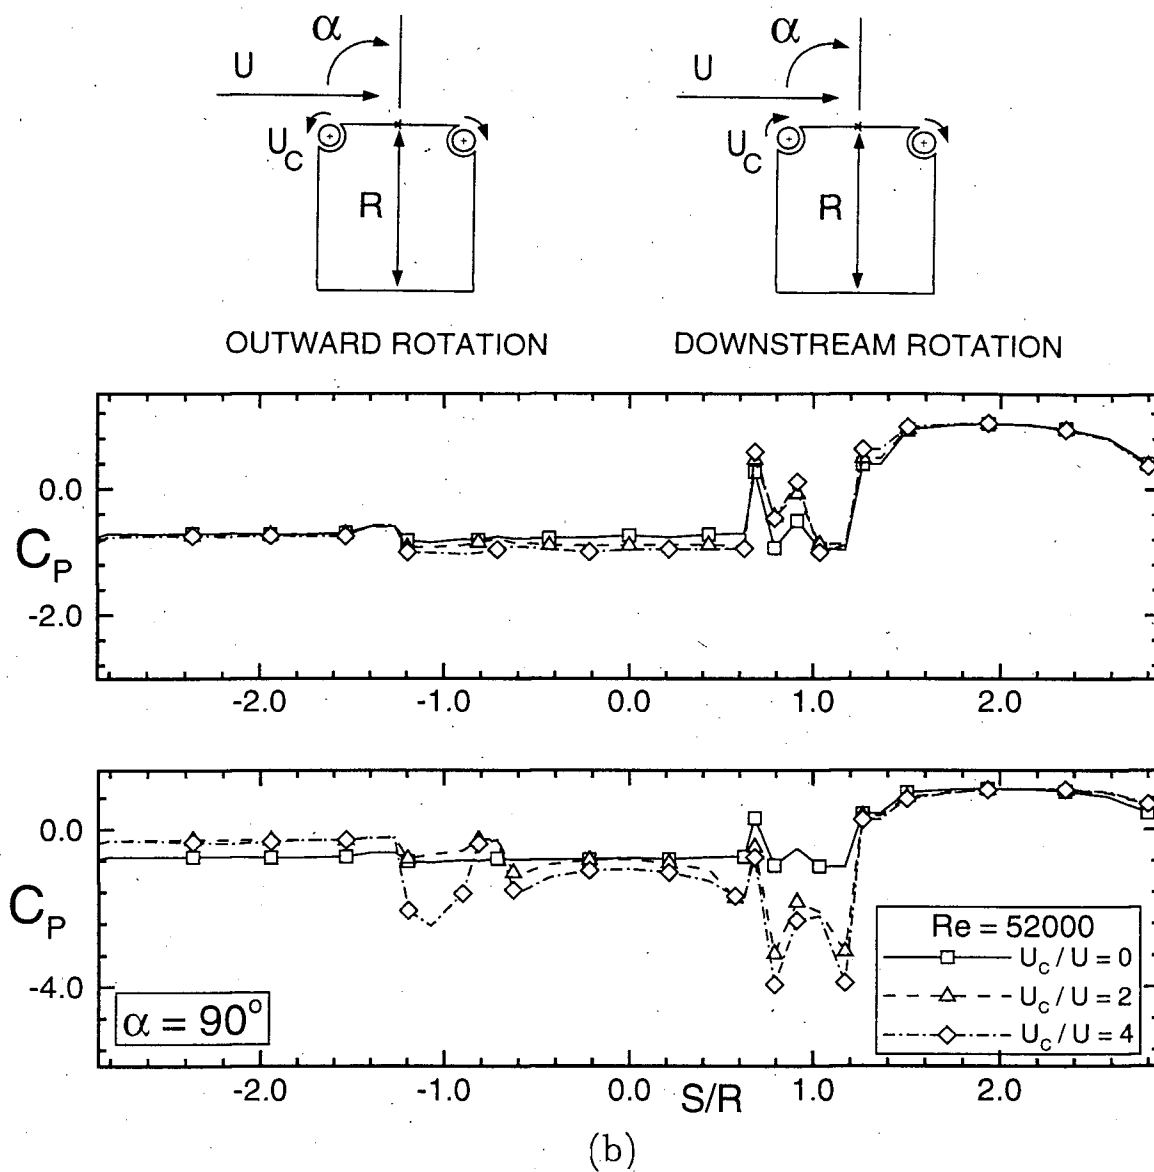 α α
U U
U_C U_C
R R
OUTWARD ROTATION DOWNSTREAM ROTATION
0.0
C_P
-2.0
-2.0 -1.0 0.0 1.0 2.0
0.0
C_P
-4.0
Re = 52000
U_C / U = 0
U_C / U = 2
U_C / U = 4
α = 90°
-2.0 -1.0 0.0 1.0 2.0
S/R
(b)